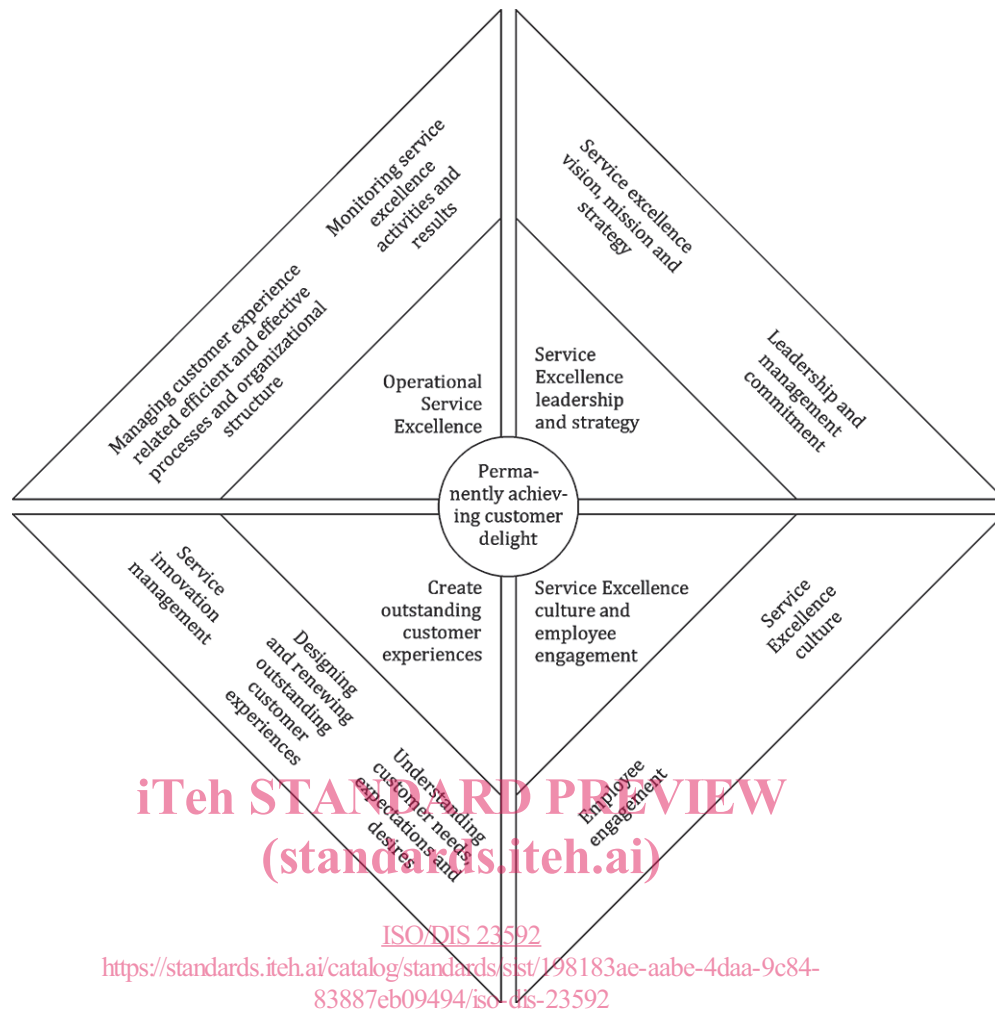 Monitoring service
excellence
activities and
results
Managing customer experience
related efficient and effective
processes and organizational
structure
Operational
Service
Excellence
Service excellence
vision, mission and
strategy
Leadership and
management
commitment
Service
Excellence
leadership
and strategy
Perma-
nently achiev-
ing customer
delight
Service
innovation
management
Designing
and renewing
outstanding
customer
experiences
Understanding
customer needs,
expectations and
desires
Create
outstanding
customer
experiences
Service Excellence
culture and
employee
engagement
Service
Excellence
culture
Employee
engagement
iTeh STANDARD PREVIEW
(standards.iteh.ai)
ISO/DIS 23592
https://standards.iteh.ai/catalog/standards/sist/198183ae-aabe-4daa-9c84-
83887eb09494/iso-dis-23592